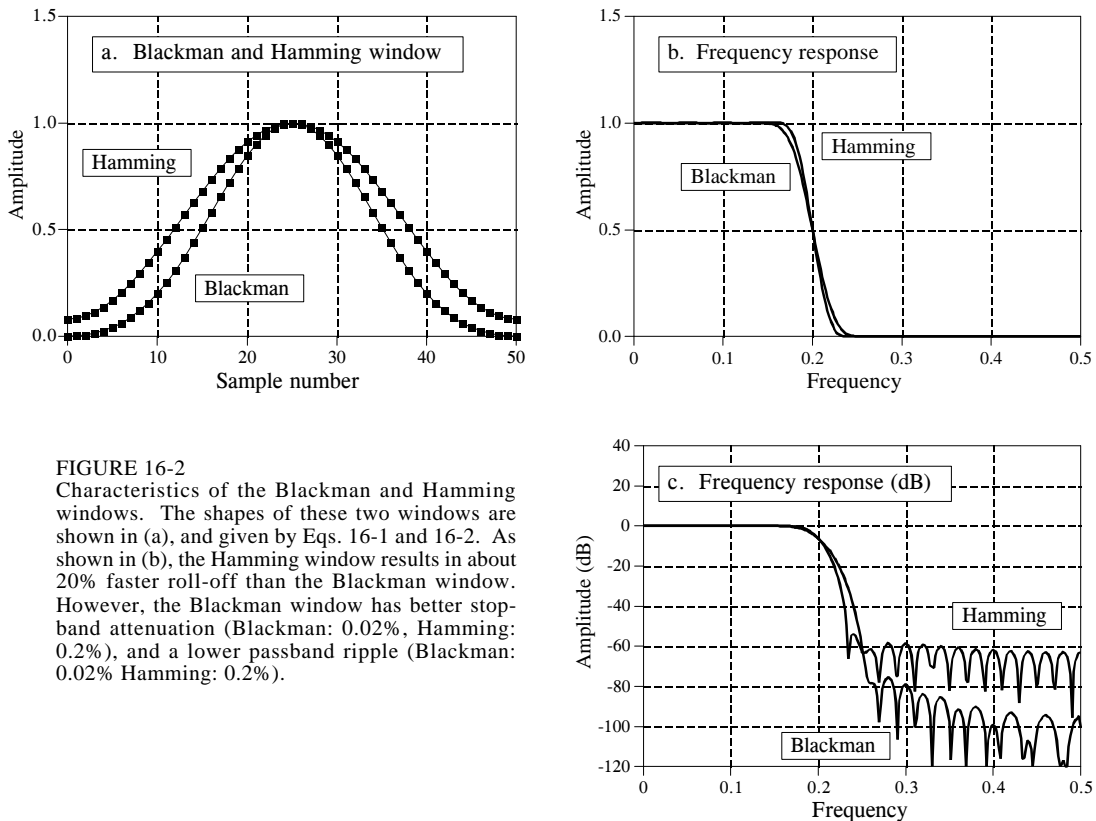 1.5
a. Blackman and Hamming window
1.0
Amplitude
Hamming
0.5
Blackman
0.0
0 10 20 30 40 50
Sample number
1.5
b. Frequency response
1.0
Amplitude
Hamming
Blackman
0.5
0.0
0 0.1 0.2 0.3 0.4 0.5
Frequency
FIGURE 16-2
Characteristics of the Blackman and Hamming
windows. The shapes of these two windows are
shown in (a), and given by Eqs. 16-1 and 16-2. As
shown in (b), the Hamming window results in about
20% faster roll-off than the Blackman window.
However, the Blackman window has better stop-
band attenuation (Blackman: 0.02%, Hamming:
0.2%), and a lower passband ripple (Blackman:
0.02% Hamming: 0.2%).
40
c. Frequency response (dB)
20
0
-20
Amplitude (dB)
-40
Hamming
-60
-80
-100
Blackman
-120
0 0.1 0.2 0.3 0.4 0.5
Frequency